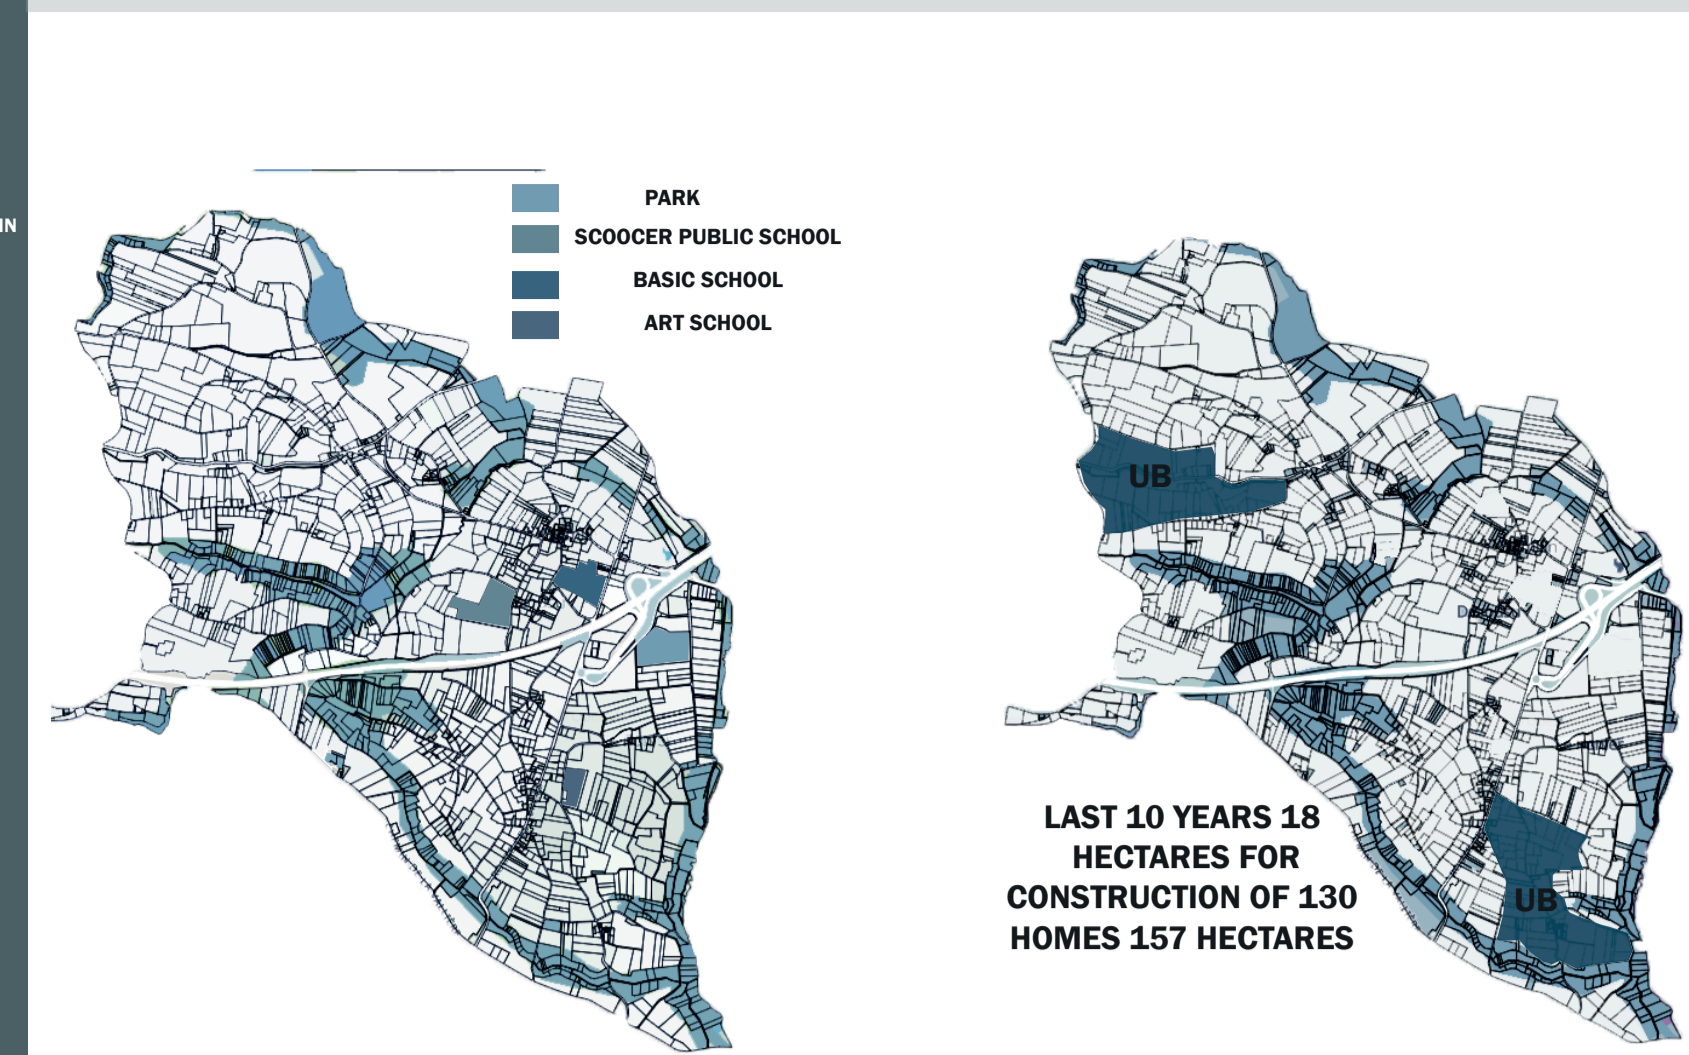 IN
PARK
SCOOCER PUBLIC SCHOOL
BASIC SCHOOL
ART SCHOOL
UB
LAST 10 YEARS 18
HECTARES FOR
CONSTRUCTION OF 130
HOMES 157 HECTARES
UB